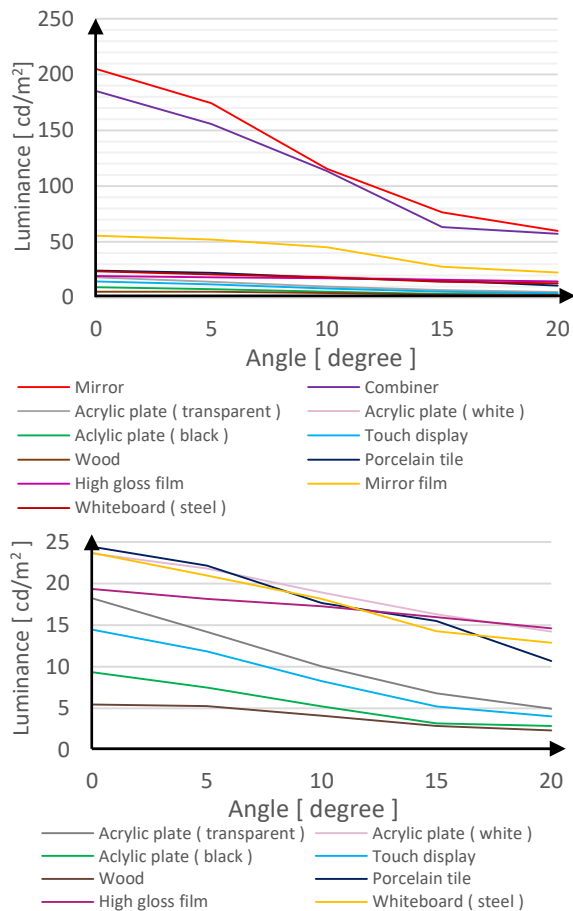 250
200
150
100
50
0
Luminance [ cd/m² ]
0 5 10 15 20
Angle [ degree ]
Mirror Combiner
Acrylic plate ( transparent ) Acrylic plate ( white )
Aclylic plate ( black ) Touch display
Wood Porcelain tile
High gloss film Mirror film
Whiteboard ( steel )
25
20
15
10
5
0
Luminance [ cd/m² ]
0 5 10 15 20
Angle [ degree ]
Acrylic plate ( transparent ) Acrylic plate ( white )
Aclylic plate ( black ) Touch display
Wood Porcelain tile
High gloss film Whiteboard ( steel )